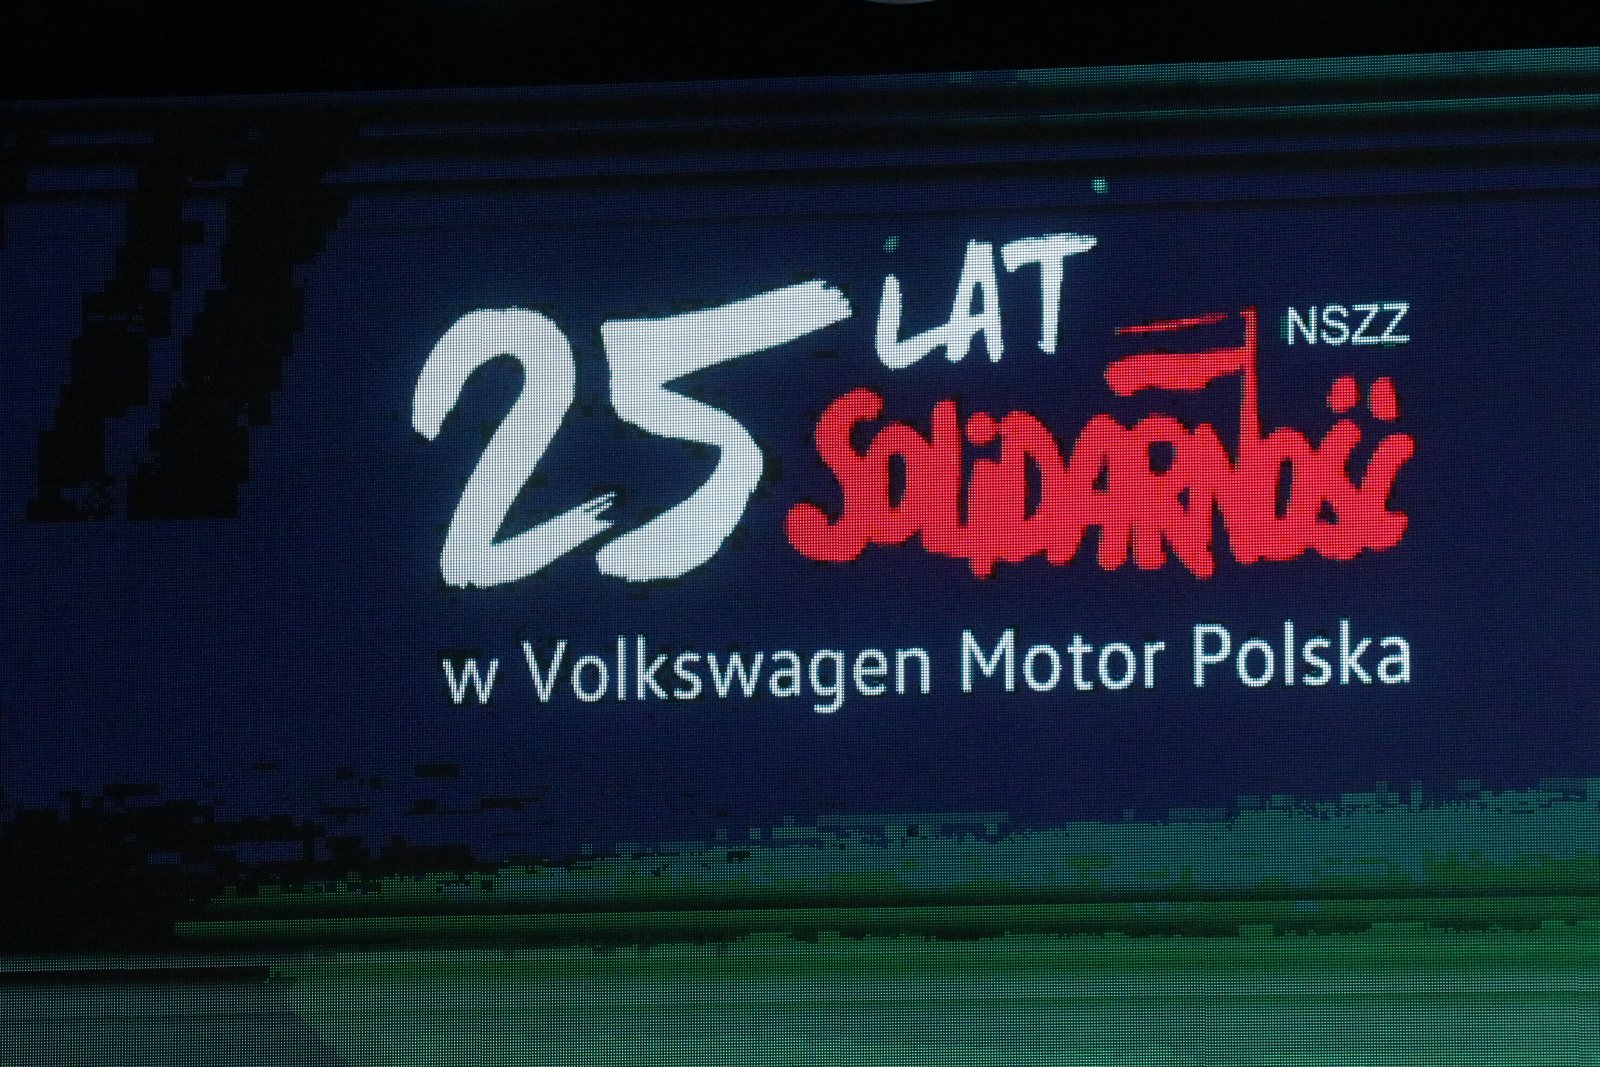 25 LAT
NSZZ
SOLiDARNOŚĆ
w Volkswagen Motor Polska